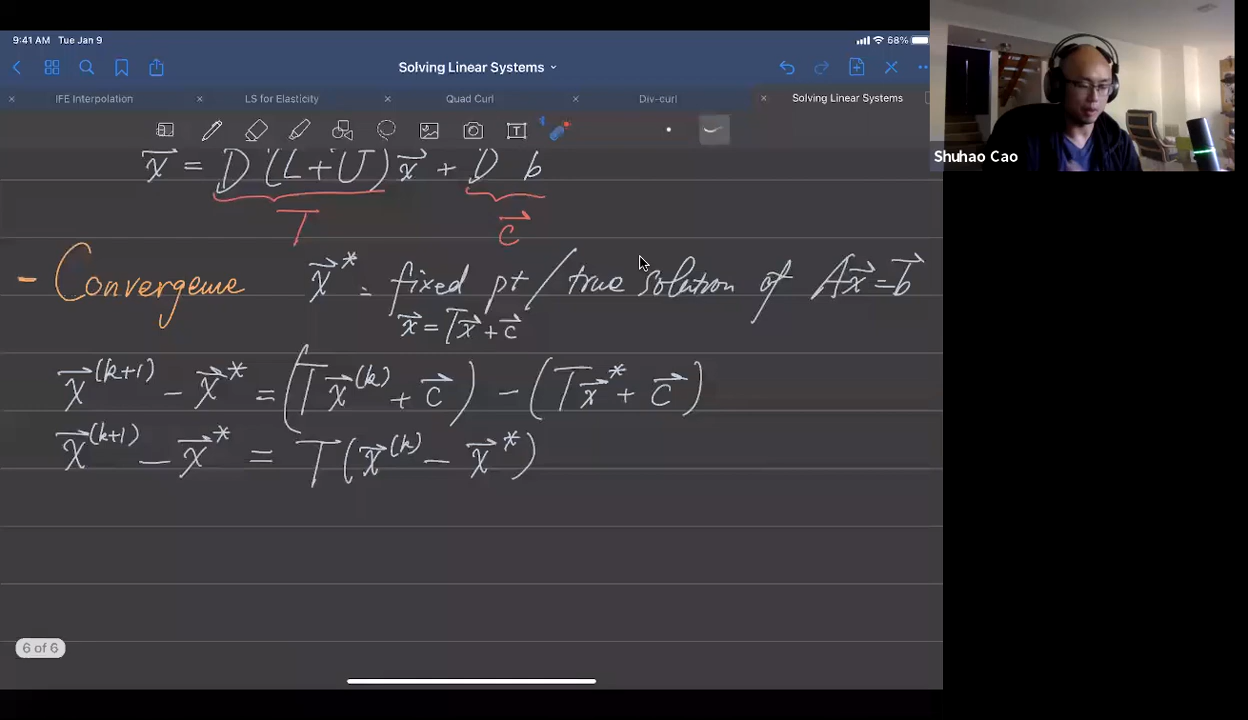 9:41 AM Tue Jan 9
68%
Solving Linear Systems
IFE Interpolation
LS for Elasticity
Quad Curl
Div-curl
Solving Linear Systems
Shuhao Cao
x⃗ = D (L+U) x⃗ + D b
T
c⃗
- Convergence x⃗* = fixed pt / true solution of Ax⃗ = b⃗
x⃗ = Tx⃗ + c⃗
x⃗^(k+1) - x⃗* = (Tx⃗^(k) + c⃗) - (Tx⃗* + c⃗)
x⃗^(k+1) - x⃗* = T(x⃗^(k) - x⃗*)
6 of 6